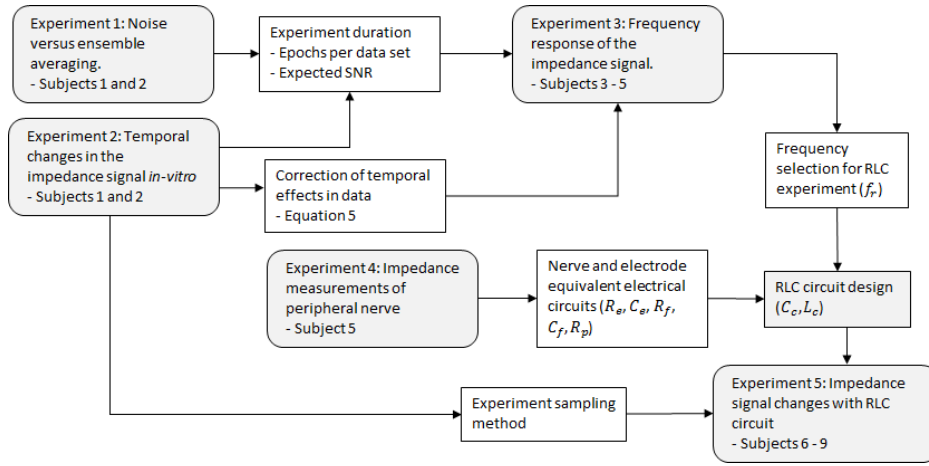 Experiment 1: Noise
versus ensemble
averaging.
- Subjects 1 and 2
Experiment duration
- Epochs per data set
- Expected SNR
Experiment 3: Frequency
response of the
impedance signal.
- Subjects 3 - 5
Experiment 2: Temporal
changes in the
impedance signal in-vitro
- Subjects 1 and 2
Correction of temporal
effects in data
- Equation 5
Frequency
selection for RLC
experiment (fᵣ)
Experiment 4: Impedance
measurements of
peripheral nerve
- Subject 5
Nerve and electrode
equivalent electrical
circuits (Rₑ, Cₑ, R_f,
C_f, Rₚ)
RLC circuit design
(C_c, L_c)
Experiment sampling
method
Experiment 5: Impedance
signal changes with RLC
circuit
- Subjects 6 - 9